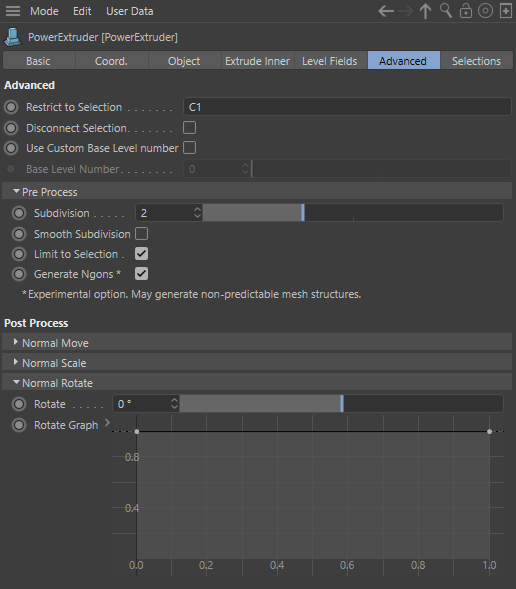 Mode Edit User Data
PowerExtruder [PowerExtruder]
Basic Coord. Object Extrude Inner Level Fields Advanced Selections
Advanced
Restrict to Selection . . . . . . . C1
Disconnect Selection. . . . . . .
Use Custom Base Level number
Base Level Number. . . . . . . . 0
Pre Process
Subdivision . . . . . 2
Smooth Subdivision
Limit to Selection .
Generate Ngons *
*Experimental option. May generate non-predictable mesh structures.
Post Process
Normal Move
Normal Scale
Normal Rotate
Rotate . . . . . 0 °
Rotate Graph
0.8
0.4
0.0 0.2 0.4 0.6 0.8 1.0